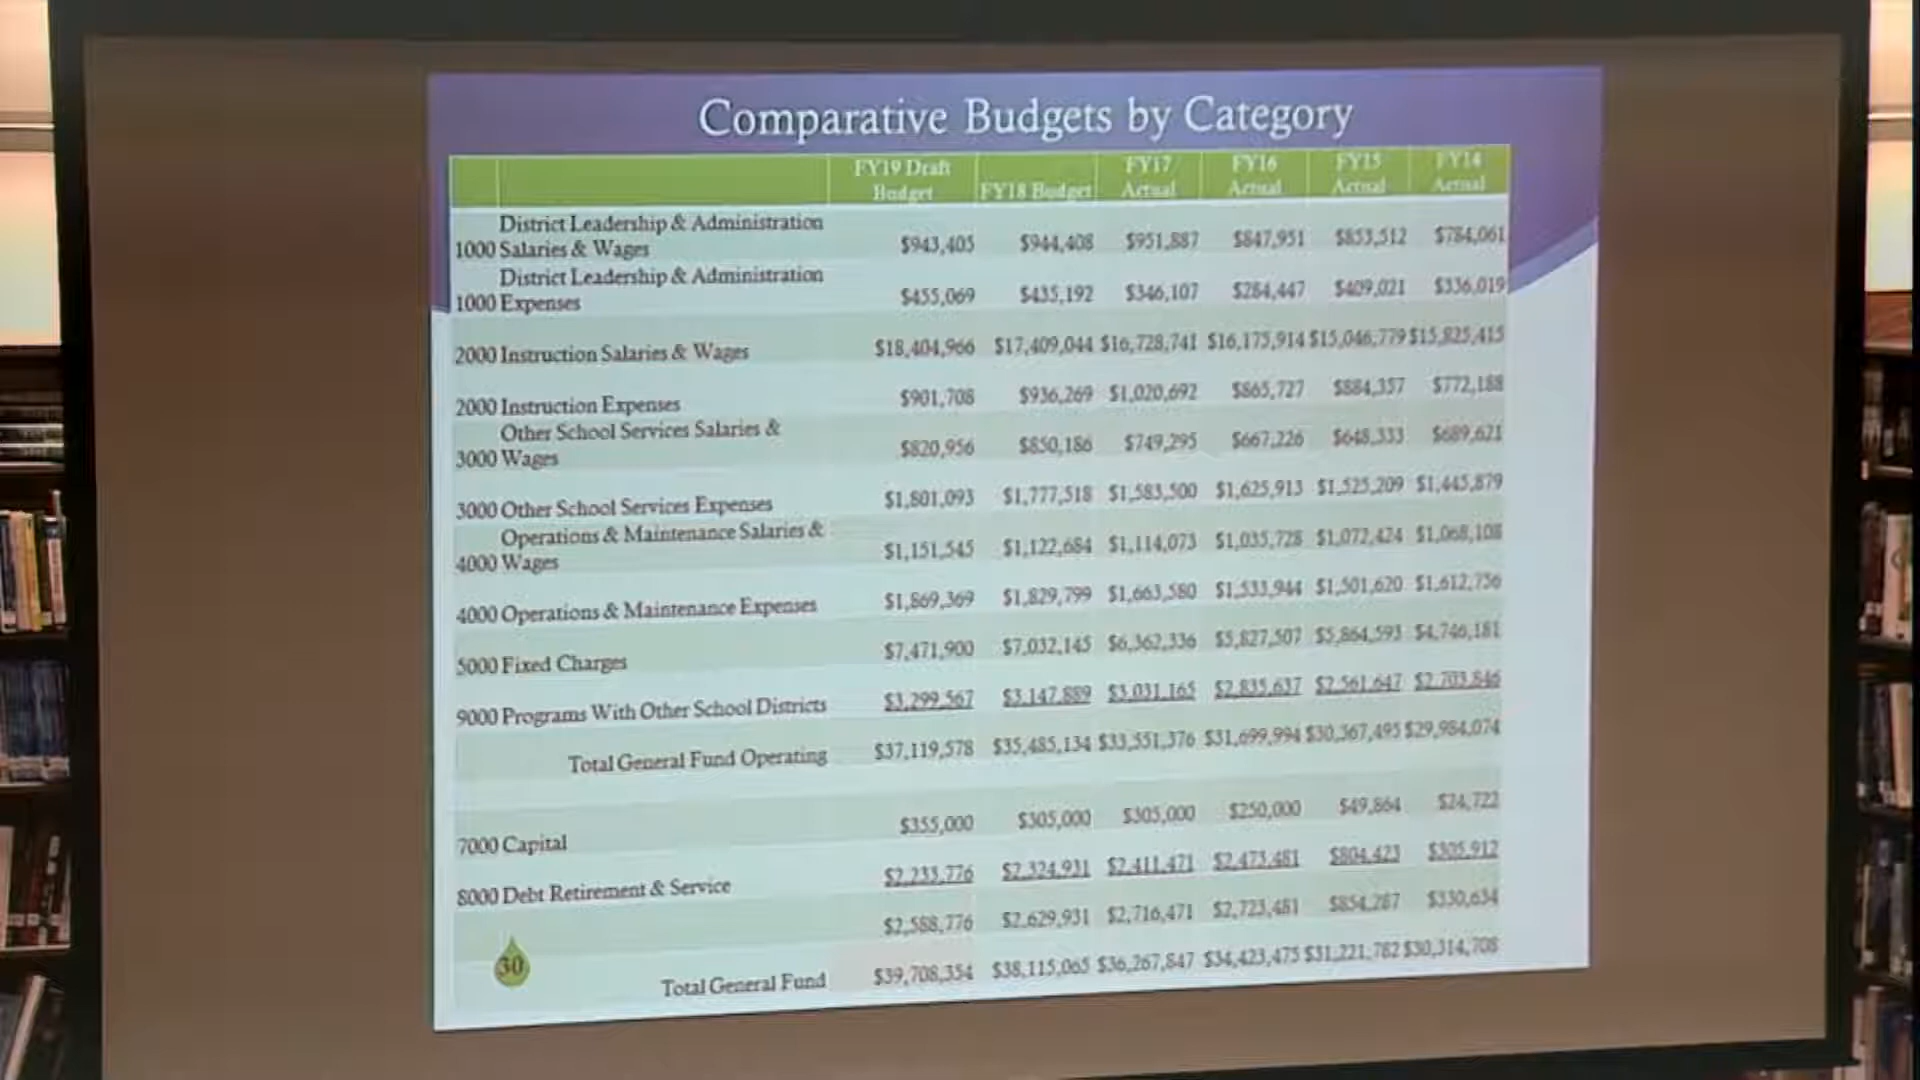 Comparative Budgets by Category
FY19 Draft Budget FY18 Budget FY17 Actual FY16 Actual FY15 Actual FY14 Actual
District Leadership & Administration
1000 Salaries & Wages $943,405 $944,408 $951,887 $847,951 $853,512 $784,061
District Leadership & Administration
1000 Expenses $455,069 $435,192 $346,107 $284,447 $409,021 $336,019
2000 Instruction Salaries & Wages $18,404,966 $17,409,044 $16,728,741 $16,175,914 $15,046,779 $15,825,415
2000 Instruction Expenses $901,708 $936,269 $1,020,692 $865,727 $884,357 $772,188
Other School Services Salaries &
3000 Wages $820,956 $850,186 $749,295 $667,226 $648,333 $689,621
3000 Other School Services Expenses $1,801,093 $1,777,518 $1,583,500 $1,625,913 $1,525,209 $1,445,879
Operations & Maintenance Salaries &
4000 Wages $1,151,545 $1,122,684 $1,114,073 $1,035,728 $1,072,424 $1,068,108
4000 Operations & Maintenance Expenses $1,869,369 $1,829,799 $1,663,580 $1,533,944 $1,501,620 $1,612,756
5000 Fixed Charges $7,471,900 $7,032,145 $6,362,336 $5,827,507 $5,864,593 $4,746,181
9000 Programs With Other School Districts $3,299,567 $3,147,889 $3,031,165 $2,835,637 $2,561,647 $2,703,846
Total General Fund Operating $37,119,578 $35,485,134 $33,551,376 $31,699,994 $30,367,495 $29,984,074
7000 Capital $355,000 $305,000 $305,000 $250,000 $49,864 $24,722
8000 Debt Retirement & Service $2,233,776 $2,324,931 $2,411,471 $2,473,481 $804,423 $305,912
$2,588,776 $2,629,931 $2,716,471 $2,723,481 $854,287 $330,634
30
Total General Fund $39,708,354 $38,115,065 $36,267,847 $34,423,475 $31,221,782 $30,314,708